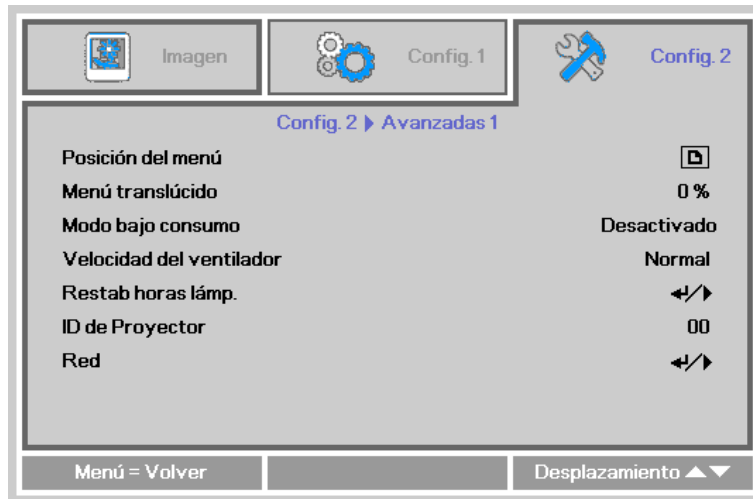 Imagen
Config. 1
Config. 2
Config. 2 ▶ Avanzadas 1
Posición del menú
Menú translúcido 0 %
Modo bajo consumo Desactivado
Velocidad del ventilador Normal
Restab horas lámp. ↵/▶
ID de Proyector 00
Red ↵/▶
Menú = Volver Desplazamiento ▲▼